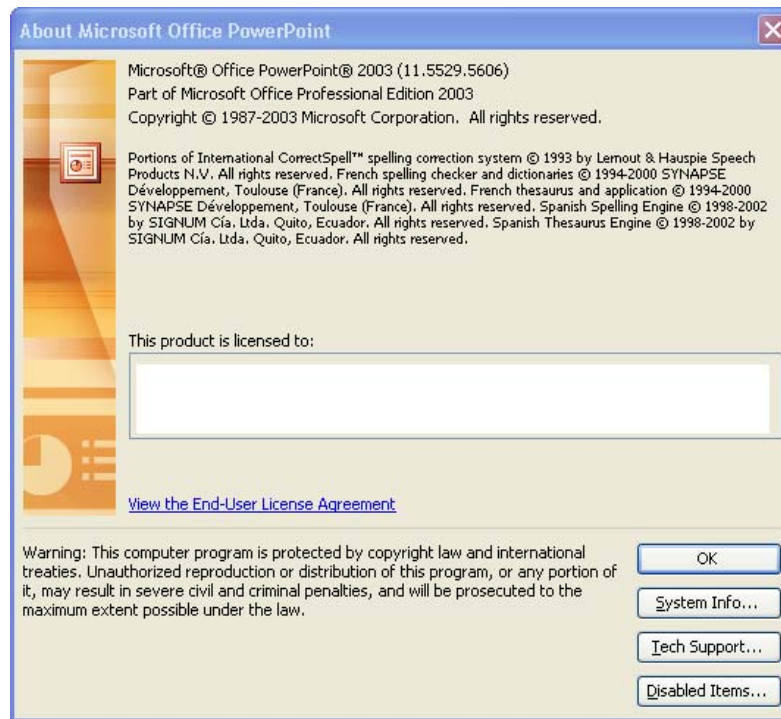 About Microsoft Office PowerPoint
Microsoft® Office PowerPoint® 2003 (11.5529.5606)
Part of Microsoft Office Professional Edition 2003
Copyright © 1987-2003 Microsoft Corporation.  All rights reserved.
Portions of International CorrectSpell™ spelling correction system © 1993 by Lernout & Hauspie Speech
Products N.V. All rights reserved. French spelling checker and dictionaries © 1994-2000 SYNAPSE
Développement, Toulouse (France). All rights reserved. French thesaurus and application © 1994-2000
SYNAPSE Développement, Toulouse (France). All rights reserved. Spanish Spelling Engine © 1998-2002
by SIGNUM Cía. Ltda. Quito, Ecuador. All rights reserved. Spanish Thesaurus Engine © 1998-2002 by
SIGNUM Cía. Ltda. Quito, Ecuador. All rights reserved.
This product is licensed to:
View the End-User License Agreement
Warning: This computer program is protected by copyright law and international
treaties. Unauthorized reproduction or distribution of this program, or any portion of
it, may result in severe civil and criminal penalties, and will be prosecuted to the
maximum extent possible under the law.
OK
System Info...
Tech Support...
Disabled Items...